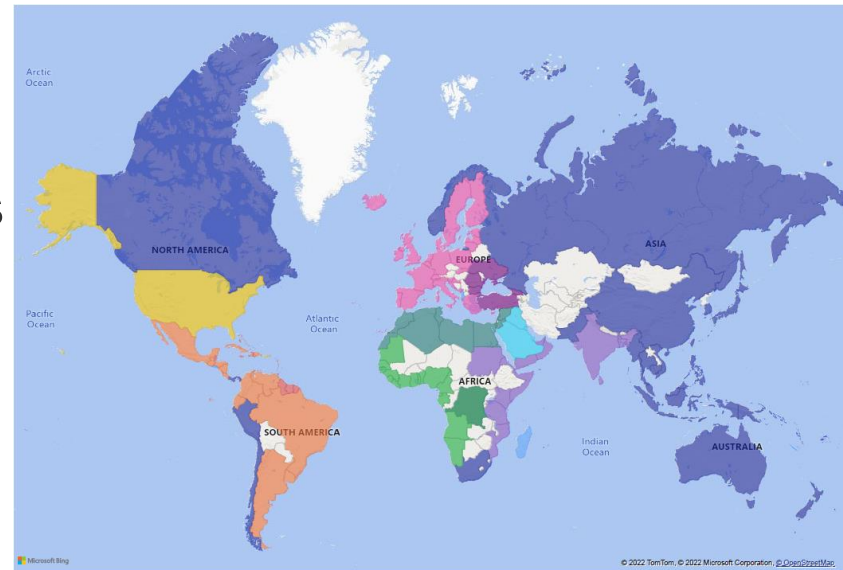 Arctic
Ocean
NORTH AMERICA
ASIA
EUROPE
Pacific
Ocean
Atlantic
Ocean
AFRICA
SOUTH AMERICA
Indian
Ocean
AUSTRALIA
Microsoft Bing
© 2022 TomTom, © 2022 Microsoft Corporation, © OpenStreetMap